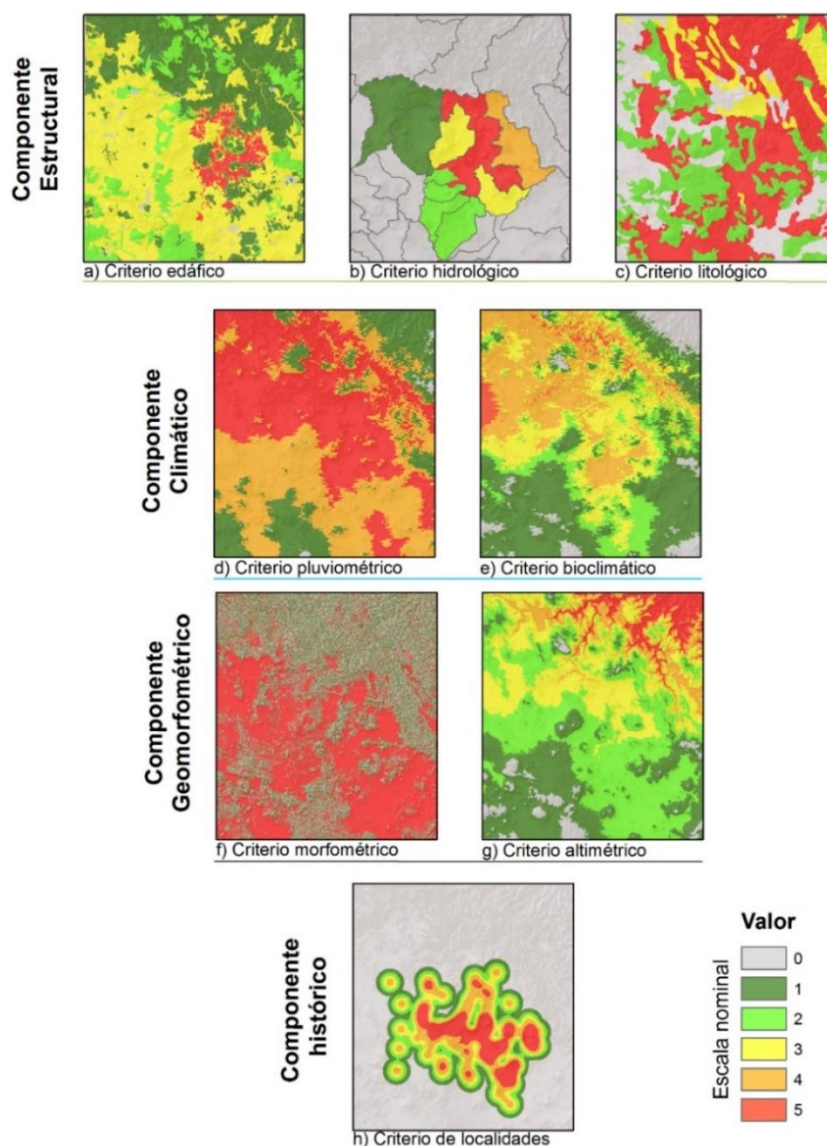 Componente
Estructural
a) Criterio edáfico
b) Criterio hidrológico
c) Criterio litológico
Componente
Climático
d) Criterio pluviométrico
e) Criterio bioclimático
Componente
Geomorfométrico
f) Criterio morfométrico
g) Criterio altimétrico
Componente
histórico
h) Criterio de localidades
Valor
Escala nominal
0
1
2
3
4
5